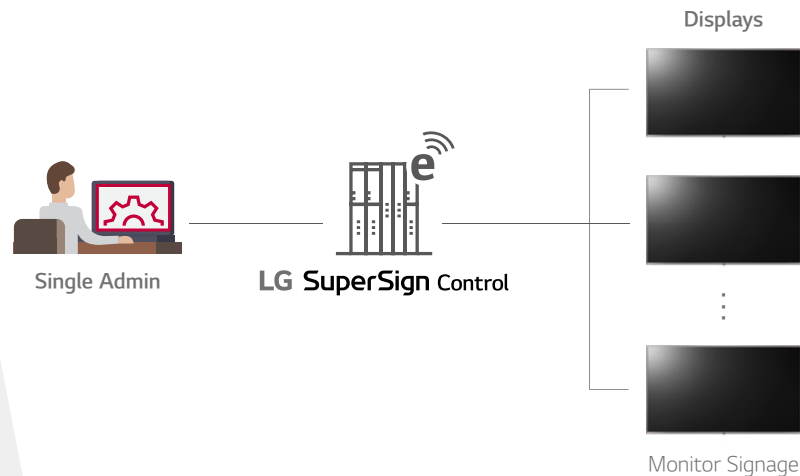 Displays
e
Single Admin
LG SuperSign Control
Monitor Signage